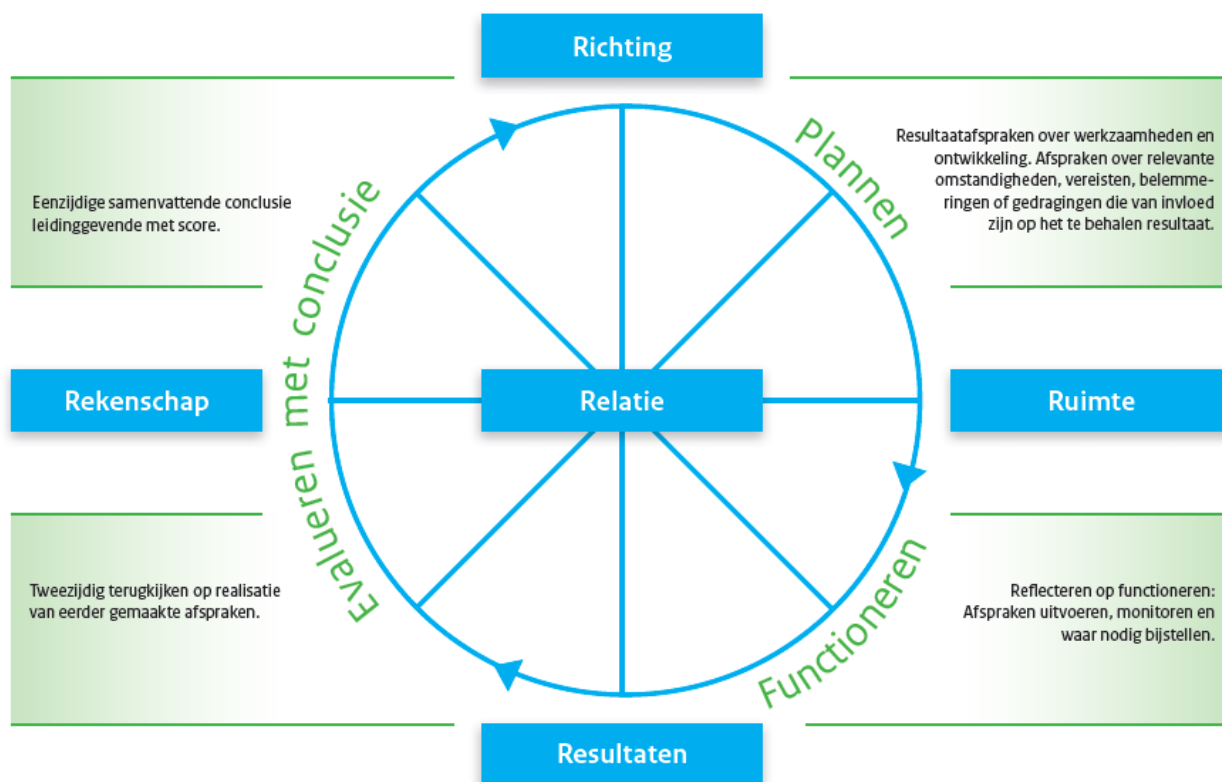 Richting
Plannen
Resultaatafspraken over werkzaamheden en
ontwikkeling. Afspraken over relevante
omstandigheden, vereisten, belemme-
ringen of gedragingen die van invloed
zijn op het te behalen resultaat.
Eenzijdige samenvattende conclusie
leidinggevende met score.
Evalueren met conclusie
Rekenschap
Relatie
Ruimte
Tweezijdig terugkijken op realisatie
van eerder gemaakte afspraken.
Functioneren
Reflecteren op functioneren:
Afspraken uitvoeren, monitoren en
waar nodig bijstellen.
Resultaten